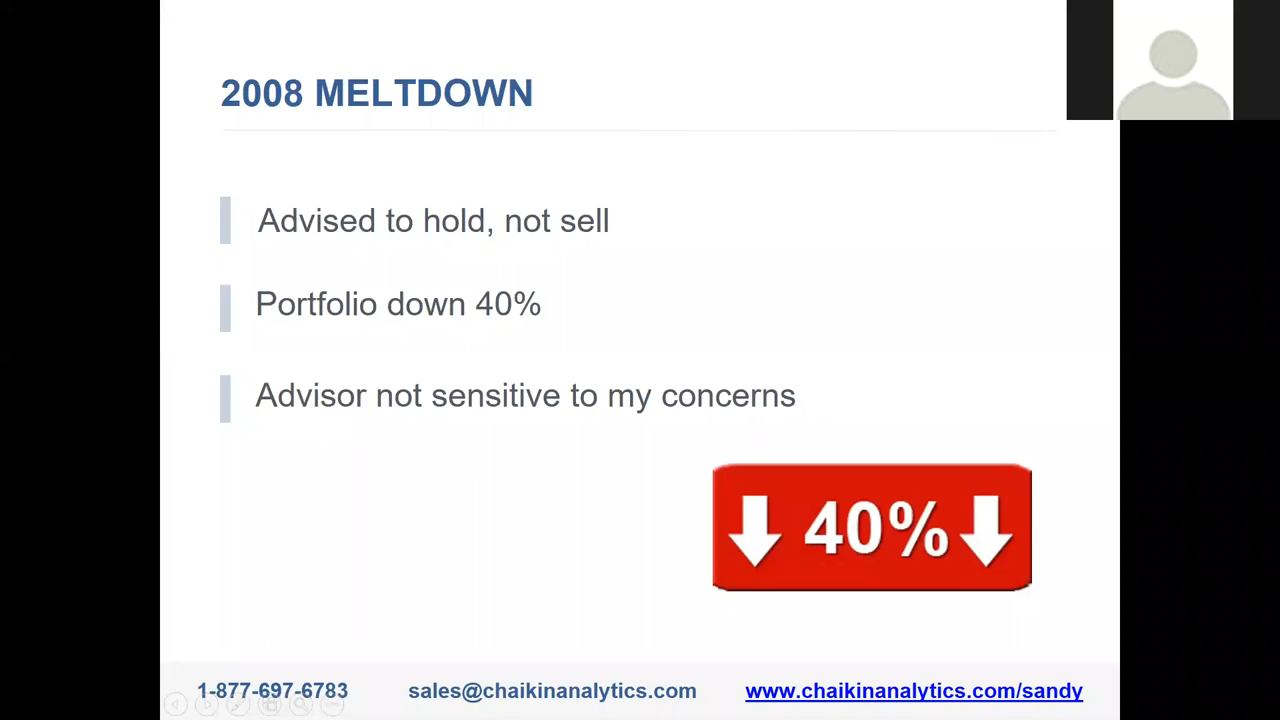 2008 MELTDOWN
Advised to hold, not sell
Portfolio down 40%
Advisor not sensitive to my concerns
40%
1-877-697-6783 sales@chaikinanalytics.com www.chaikinanalytics.com/sandy